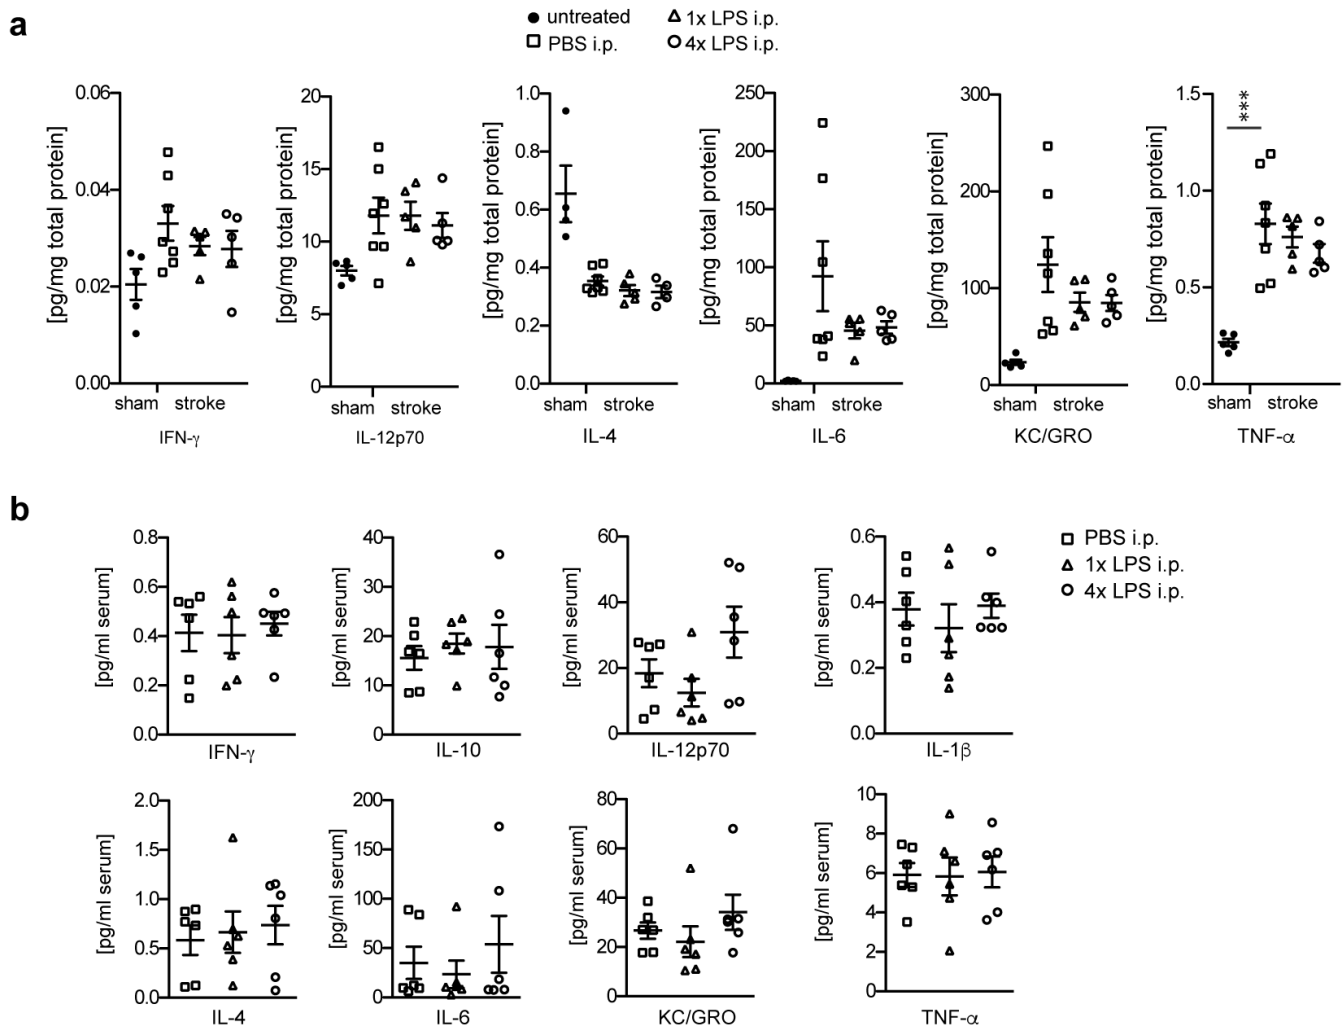 a
untreated
1x LPS i.p.
PBS i.p.
4x LPS i.p.
[pg/mg total protein]
0.06
0.04
0.02
0.00
sham stroke
IFN-γ
[pg/mg total protein]
20
15
10
5
0
sham stroke
IL-12p70
[pg/mg total protein]
1.0
0.8
0.6
0.4
0.2
0.0
sham stroke
IL-4
[pg/mg total protein]
250
200
150
100
50
0
sham stroke
IL-6
[pg/mg total protein]
300
200
100
0
sham stroke
KC/GRO
[pg/mg total protein]
1.5
1.0
0.5
0.0
***
sham stroke
TNF-α
b
[pg/ml serum]
0.8
0.6
0.4
0.2
0.0
IFN-γ
[pg/ml serum]
40
30
20
10
0
IL-10
[pg/ml serum]
60
40
20
0
IL-12p70
[pg/ml serum]
0.6
0.4
0.2
0.0
IL-1β
PBS i.p.
1x LPS i.p.
4x LPS i.p.
[pg/ml serum]
2.0
1.5
1.0
0.5
0.0
IL-4
[pg/ml serum]
200
150
100
50
0
IL-6
[pg/ml serum]
80
60
40
20
0
KC/GRO
[pg/ml serum]
10
8
6
4
2
0
TNF-α